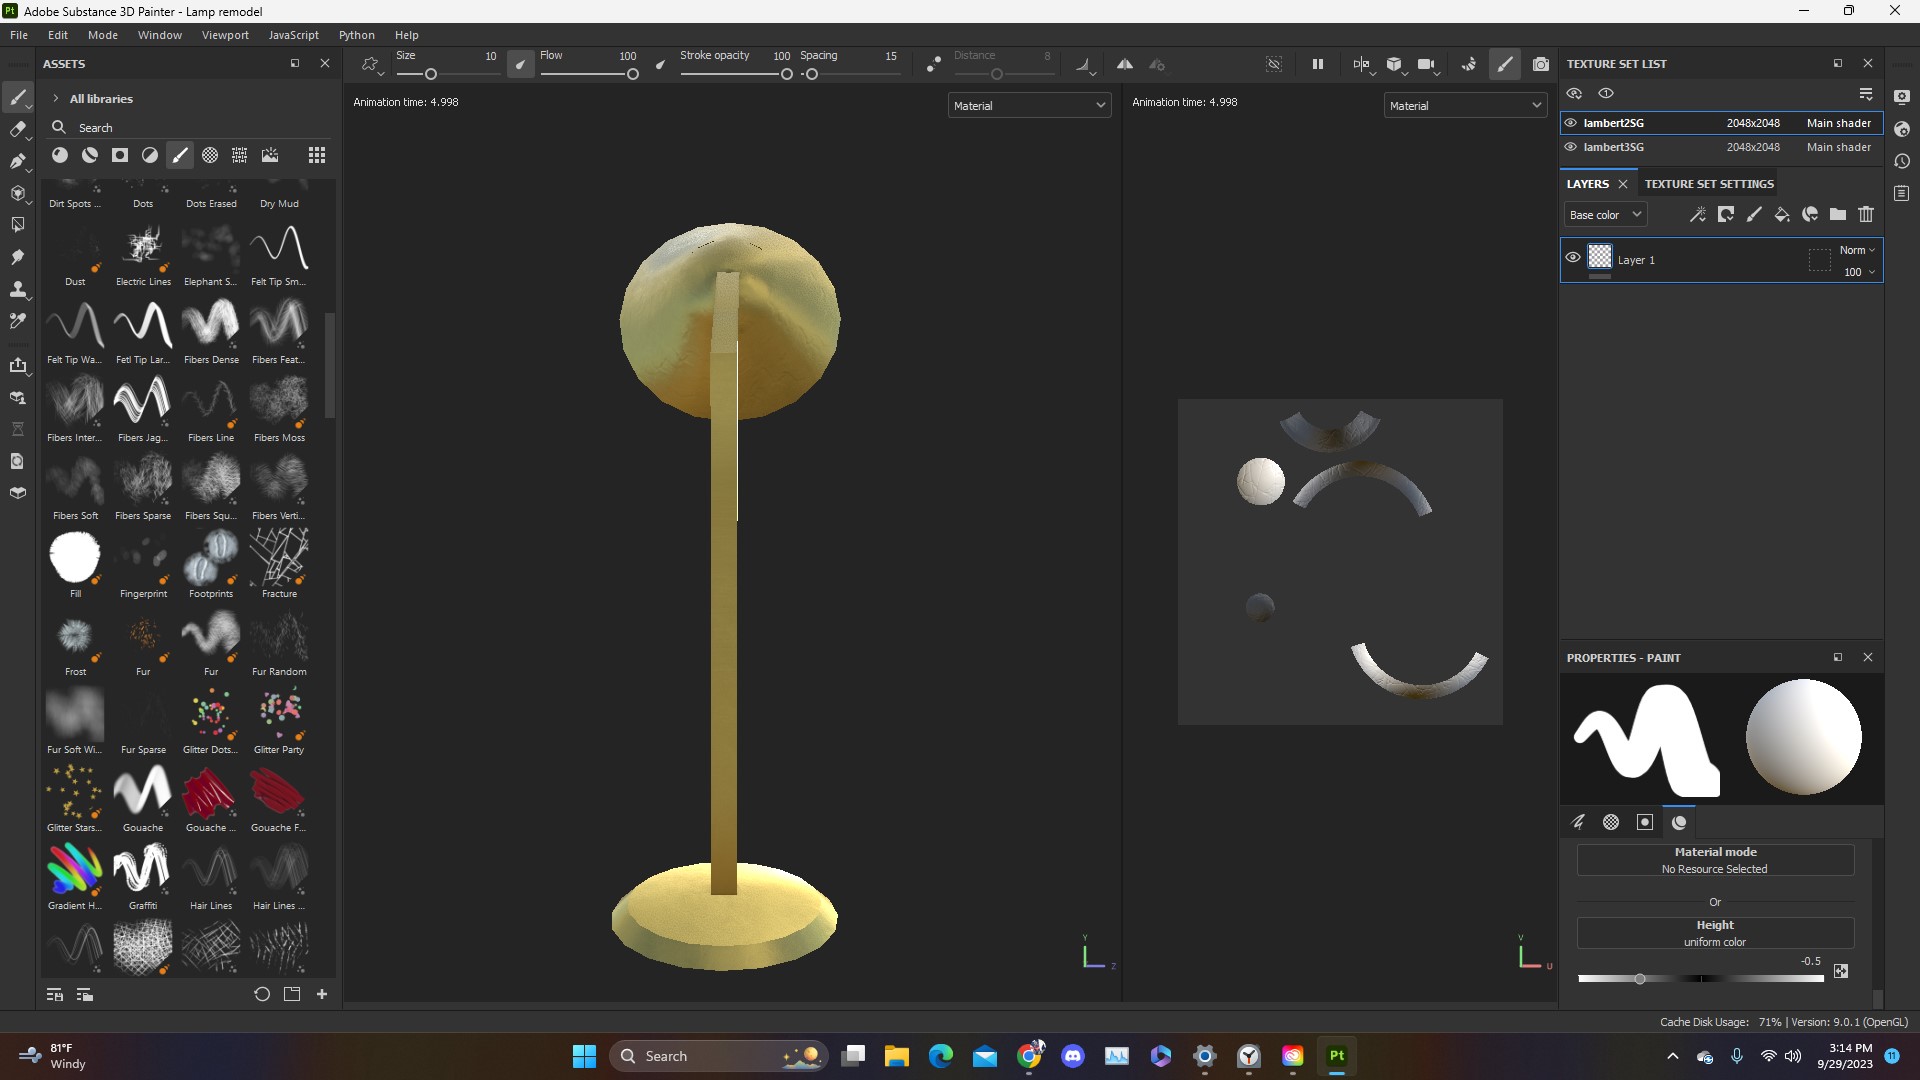 Pt Adobe Substance 3D Painter - Lamp remodel
File Edit Mode Window Viewport JavaScript Python Help
ASSETS
Size 10 Flow 100 Stroke opacity 100 Spacing 15 Distance 8
All libraries
Search
Dirt Spots ... Dots Dots Erased Dry Mud
Dust Electric Lines Elephant S... Felt Tip Sm...
Felt Tip Wa... Fetl Tip Lar... Fibers Dense Fibers Feat...
Fibers Inter... Fibers Jag... Fibers Line Fibers Moss
Fibers Soft Fibers Sparse Fibers Squ... Fibers Verti...
Fill Fingerprint Footprints Fracture
Frost Fur Fur Fur Random
Fur Soft Wi... Fur Sparse Glitter Dots... Glitter Party
Glitter Stars... Gouache Gouache ... Gouache F...
Gradient H... Graffiti Hair Lines Hair Lines ...
Animation time: 4.998
Material
Y
Z
Animation time: 4.998
Material
V
U
TEXTURE SET LIST
lambert2SG 2048x2048 Main shader
lambert3SG 2048x2048 Main shader
LAYERS TEXTURE SET SETTINGS
Base color
Layer 1
Norm
100
PROPERTIES - PAINT
Material mode
No Resource Selected
Or
Height
uniform color
-0.5
Cache Disk Usage: 71% | Version: 9.0.1 (OpenGL)
81°F
Windy
Search
Pt
3:14 PM
9/29/2023
11